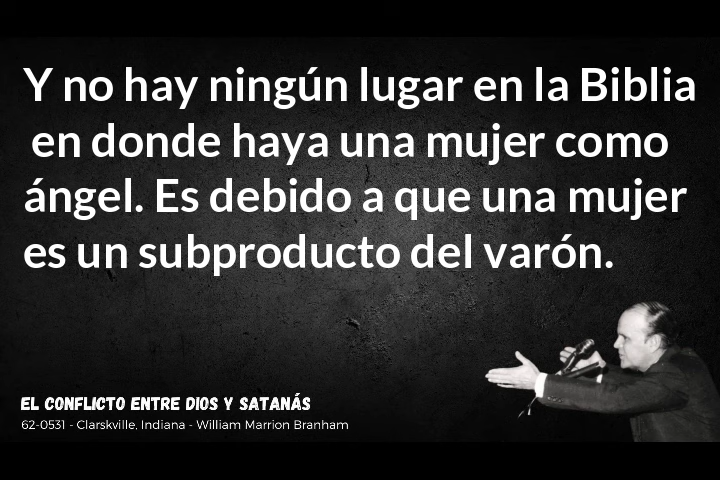 Y no hay ningún lugar en la Biblia
en donde haya una mujer como
ángel. Es debido a que una mujer
es un subproducto del varón.
EL CONFLICTO ENTRE DIOS Y SATANÁS
62-0531 - Clarskville, Indiana - William Marrion Branham